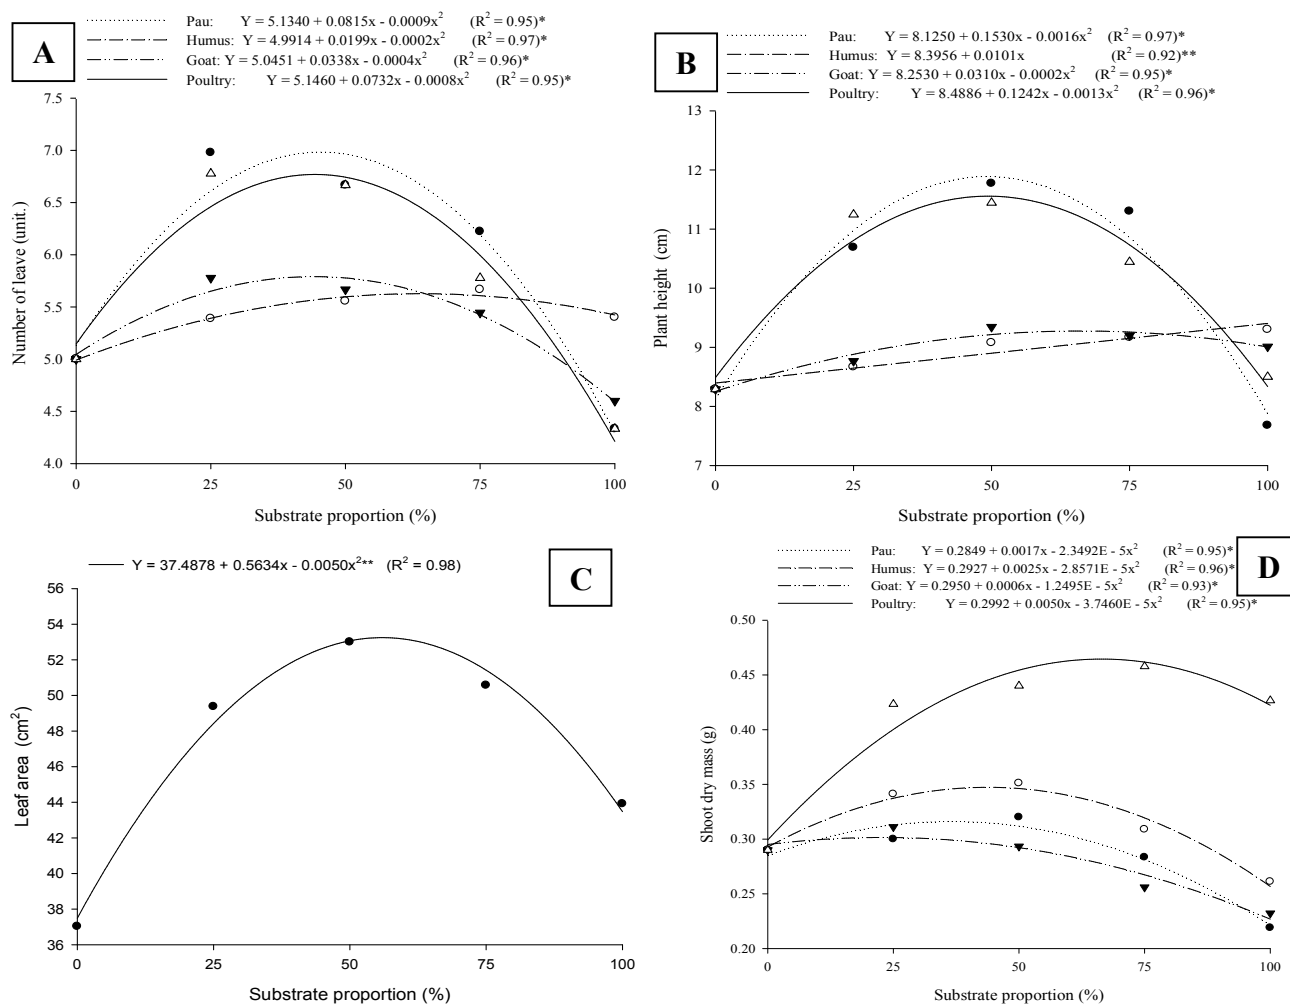 A
Pau: Y = 5.1340 + 0.0815x - 0.0009x² (R² = 0.95)*
Humus: Y = 4.9914 + 0.0199x - 0.0002x² (R² = 0.97)*
Goat: Y = 5.0451 + 0.0338x - 0.0004x² (R² = 0.96)*
Poultry: Y = 5.1460 + 0.0732x - 0.0008x² (R² = 0.95)*
7.5
7.0
6.5
6.0
5.5
5.0
4.5
4.0
Number of leave (unit.)
0 25 50 75 100
Substrate proportion (%)
B
Pau: Y = 8.1250 + 0.1530x - 0.0016x² (R² = 0.97)*
Humus: Y = 8.3956 + 0.0101x (R² = 0.92)**
Goat: Y = 8.2530 + 0.0310x - 0.0002x² (R² = 0.95)*
Poultry: Y = 8.4886 + 0.1242x - 0.0013x² (R² = 0.96)*
13
12
11
10
9
8
7
Plant height (cm)
0 25 50 75 100
Substrate proportion (%)
C
Y = 37.4878 + 0.5634x - 0.0050x²** (R² = 0.98)
56
54
52
50
48
46
44
42
40
38
36
Leaf area (cm²)
0 25 50 75 100
Substrate proportion (%)
D
Pau: Y = 0.2849 + 0.0017x - 2.3492E - 5x² (R² = 0.95)*
Humus: Y = 0.2927 + 0.0025x - 2.8571E - 5x² (R² = 0.96)*
Goat: Y = 0.2950 + 0.0006x - 1.2495E - 5x² (R² = 0.93)*
Poultry: Y = 0.2992 + 0.0050x - 3.7460E - 5x² (R² = 0.95)*
0.50
0.45
0.40
0.35
0.30
0.25
0.20
Shoot dry mass (g)
0 25 50 75 100
Substrate proportion (%)